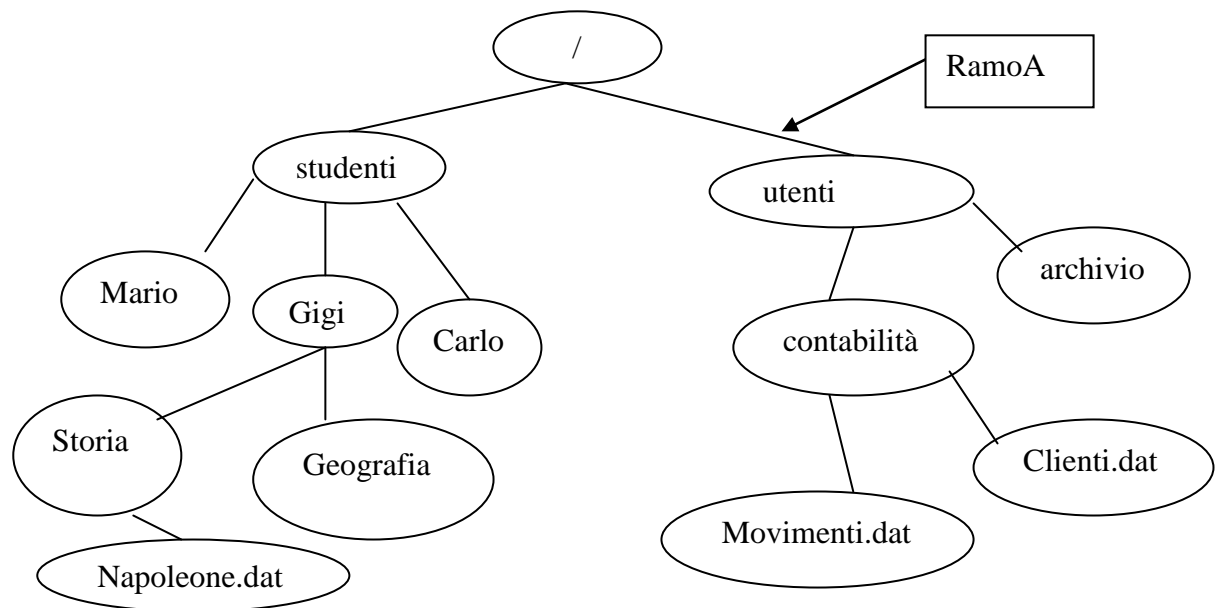 /
RamoA
studenti
utenti
archivio
Mario
Gigi
Carlo
contabilità
Storia
Geografia
Clienti.dat
Movimenti.dat
Napoleone.dat